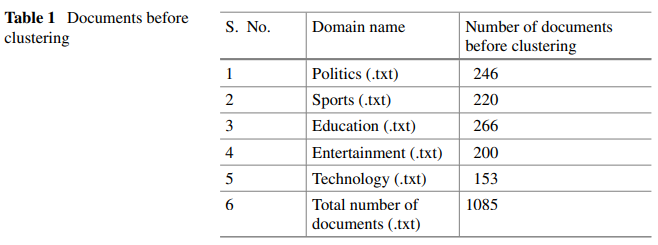 Table 1 Documents before
clustering
S. No. Domain name Number of documents
before clustering
1 Politics (.txt) 246
2 Sports (.txt) 220
3 Education (.txt) 266
4 Entertainment (.txt) 200
5 Technology (.txt) 153
6 Total number of 1085
documents (.txt)